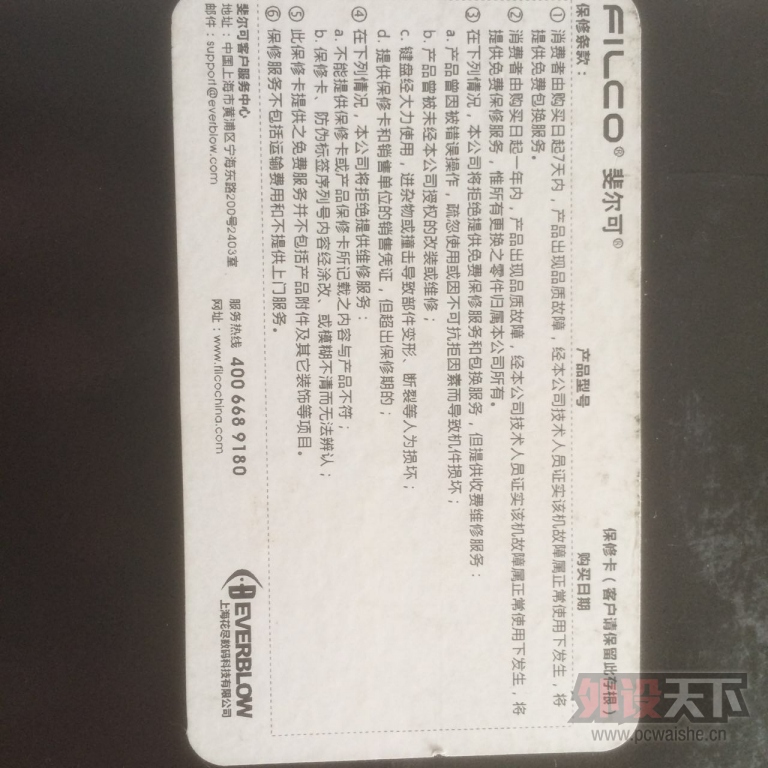 FILCO® 斐尔可®
保修卡(客户请保留此存根)
产品型号
购买日期
保修条款：
① 消费者由购买日起7天内，产品出现品质故障，经本公司技术人员证实该机故障属正常使用下发生，将
提供免费包换服务。
② 消费者由购买日起一年内，产品出现品质故障，经本公司技术人员证实该机故障属正常使用下发生，将
提供免费保修服务，惟所有更换之零件归属本公司所有。
③ 在下列情况，本公司将拒绝提供免费保修服务和包换服务，但提供收费维修服务：
a. 产品曾因被错误操作，疏忽使用或因不可抗拒因素而导致机件损坏；
b. 产品曾被未经本公司授权的改装或维修；
c. 键盘经大力使用，进杂物或撞击导致部件变形、断裂等人为损坏；
d. 提供保修卡和销售单位的销售凭证，但超出保修期的；
④ 在下列情况，本公司将拒绝提供维修服务：
a. 不能提供保修卡或产品保修卡所记载之内容与产品不符；
b. 保修卡、防伪标签序列号内容经涂改、或模糊不清而无法辨认；
⑤ 此保修卡提供之免费服务并不包括产品附件及其它装饰等项目。
⑥ 保修服务不包括运输费用和不提供上门服务。
斐尔可客户服务中心
地址：中国上海市黄浦区宁海东路200号2403室
邮件：support@everblow.com
服务热线 400 668 9180
网址：www.filcochina.com
EVERBLOW
上海花尽数码科技有限公司
外设天下
www.pcwaishe.cn